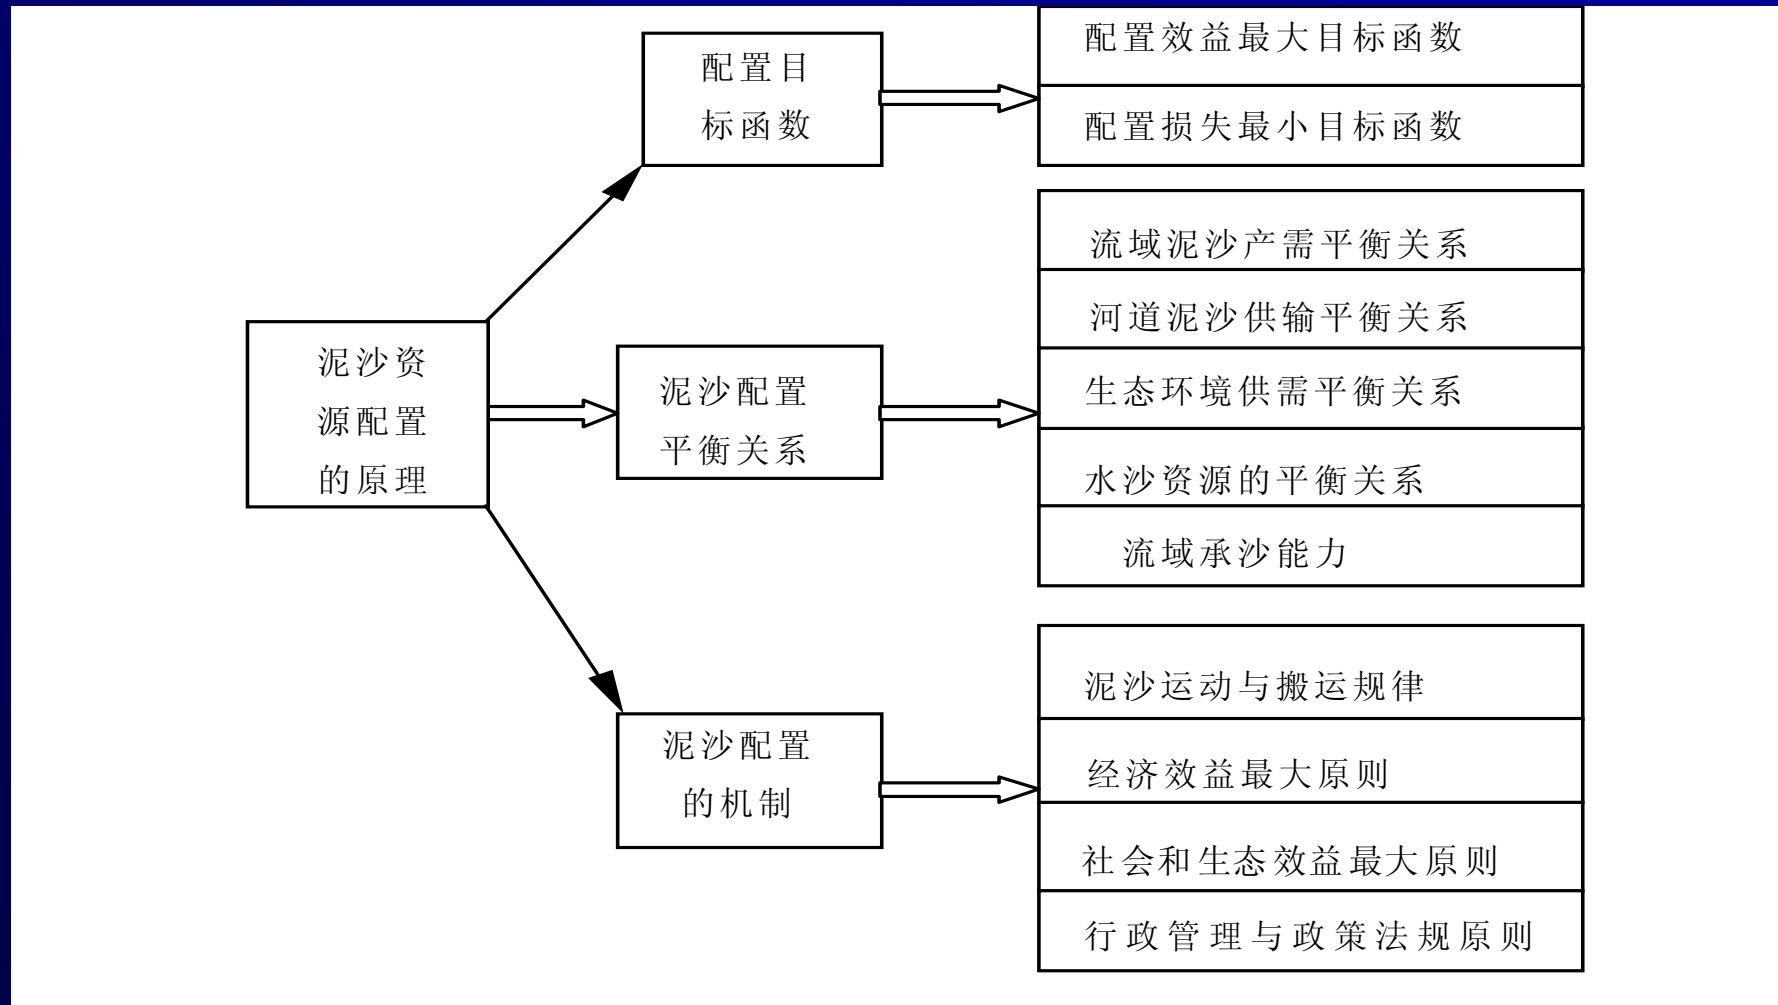 配置目
标函数
配置效益最大目标函数
配置损失最小目标函数
泥沙资
源配置
的原理
泥沙配置
平衡关系
流域泥沙产需平衡关系
河道泥沙供输平衡关系
生态环境供需平衡关系
水沙资源的平衡关系
流域承沙能力
泥沙配置
的机制
泥沙运动与搬运规律
经济效益最大原则
社会和生态效益最大原则
行政管理与政策法规原则